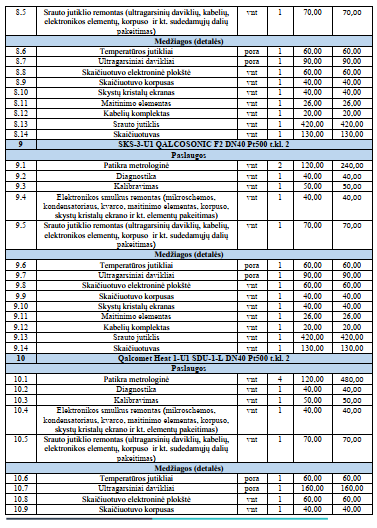 8.5 Srauto jutiklio remontas (ultragarsinių daviklių, kabelių, vnt 1 70,00 70,00
elektronikos elementų, korpuso ir kt. sudedamųjų dalių
pakeitimas)
Medžiagos (detalės)
8.6 Temperatūros jutikliai pora 1 60,00 60,00
8.7 Ultragarsiniai davikliai pora 1 90,00 90,00
8.8 Skaičiuotuvo elektroninė plokštė vnt 1 60,00 60,00
8.9 Skaičiuotuvo korpusas vnt 1 40,00 40,00
8.10 Skystų kristalų ekranas vnt 1 40,00 40,00
8.11 Maitinimo elementas vnt 1 26,00 26,00
8.12 Kabelių komplektas vnt 1 20,00 20,00
8.13 Srauto jutiklis vnt 1 420,00 420,00
8.14 Skaičiuotuvas vnt 1 130,00 130,00
9 SKS-3-U1 QALCOSONIC F2 DN40 Pr500 t.kl. 2
Paslaugos
9.1 Patikra metrologinė vnt 2 120,00 240,00
9.2 Diagnostika vnt 1 40,00 40,00
9.3 Kalibravimas vnt 1 50,00 50,00
9.4 Elektronikos smulkus remontas (mikroschemos, vnt 1 40,00 40,00
kondensatoriaus, kvarco, maitinimo elementas, korpuso,
skystų kristalų ekrano ir kt. elementų pakeitimas)
9.5 Srauto jutiklio remontas (ultragarsinių daviklių, kabelių, vnt 1 70,00 70,00
elektronikos elementų, korpuso ir kt. sudedamųjų dalių
pakeitimas)
Medžiagos (detalės)
9.6 Temperatūros jutikliai pora 1 60,00 60,00
9.7 Ultragarsiniai davikliai pora 1 90,00 90,00
9.8 Skaičiuotuvo elektroninė plokštė vnt 1 60,00 60,00
9.9 Skaičiuotuvo korpusas vnt 1 40,00 40,00
9.10 Skystų kristalų ekranas vnt 1 40,00 40,00
9.11 Maitinimo elementas vnt 1 26,00 26,00
9.12 Kabelių komplektas vnt 1 20,00 20,00
9.13 Srauto jutiklis vnt 1 420,00 420,00
9.14 Skaičiuotuvas vnt 1 130,00 130,00
10 Qalcomet Heat 1-U1 SDU-1-L DN40 Pr500 t.kl. 2
Paslaugos
10.1 Patikra metrologinė vnt 4 120,00 480,00
10.2 Diagnostika vnt 1 40,00 40,00
10.3 Kalibravimas vnt 1 50,00 50,00
10.4 Elektronikos smulkus remontas (mikroschemos, vnt 1 40,00 40,00
kondensatoriaus, kvarco, maitinimo elementas, korpuso,
skystų kristalų ekrano ir kt. elementų pakeitimas)
10.5 Srauto jutiklio remontas (ultragarsinių daviklių, kabelių, vnt 1 70,00 70,00
elektronikos elementų, korpuso ir kt. sudedamųjų dalių
pakeitimas)
Medžiagos (detalės)
10.6 Temperatūros jutikliai pora 1 60,00 60,00
10.7 Ultragarsiniai davikliai pora 1 160,00 160,00
10.8 Skaičiuotuvo elektroninė plokštė vnt 1 60,00 60,00
10.9 Skaičiuotuvo korpusas vnt 1 40,00 40,00